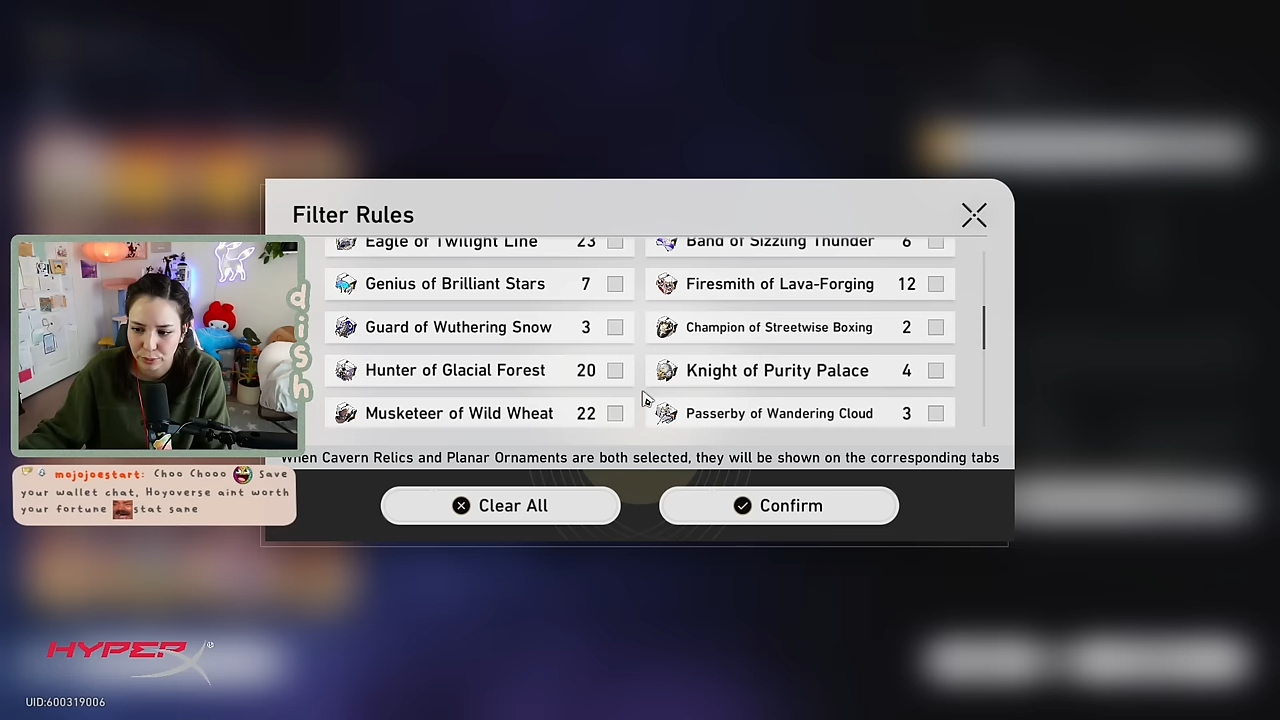 Filter Rules
Eagle of Twilight Line 23
Band of Sizzling Thunder 6
Genius of Brilliant Stars 7
Firesmith of Lava-Forging 12
Guard of Wuthering Snow 3
Champion of Streetwise Boxing 2
Hunter of Glacial Forest 20
Knight of Purity Palace 4
Musketeer of Wild Wheat 22
Passerby of Wandering Cloud 3
When Cavern Relics and Planar Ornaments are both selected, they will be shown on the corresponding tabs
Clear All
Confirm
dish
mojojoestart: Choo Chooo Save
your wallet chat, Hoyoverse aint worth
your fortune stat sane
HYPERX
UID:600319006